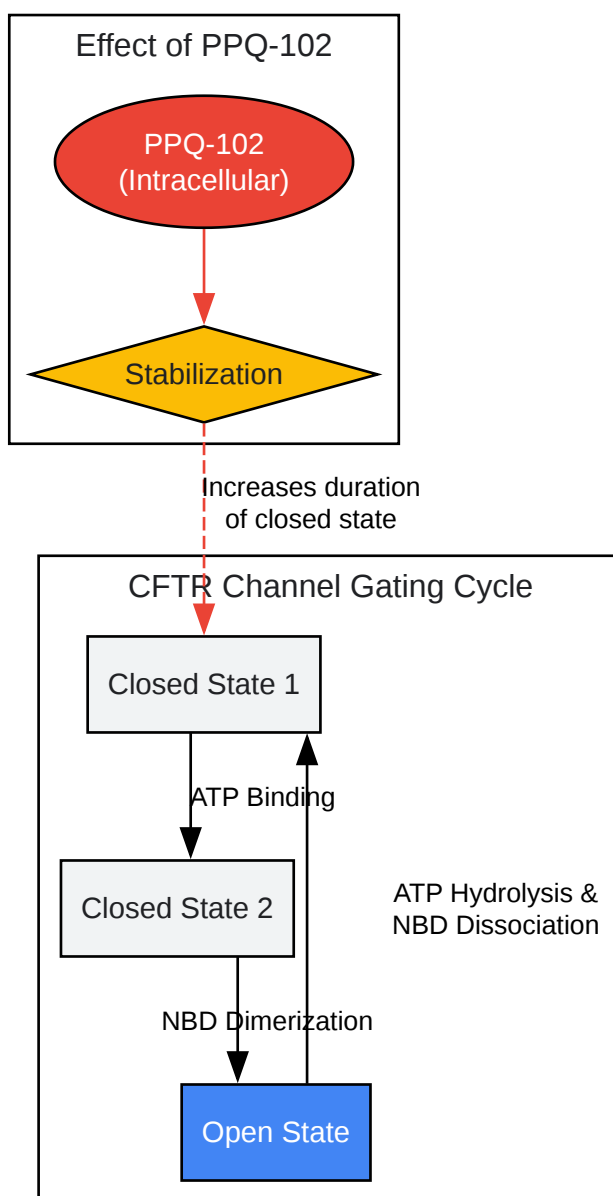 Effect of PPQ-102
PPQ-102
(Intracellular)
Stabilization
Increases duration
of closed state
CFTR Channel Gating Cycle
Closed State 1
ATP Binding
Closed State 2
ATP Hydrolysis &
NBD Dissociation
NBD Dimerization
Open State